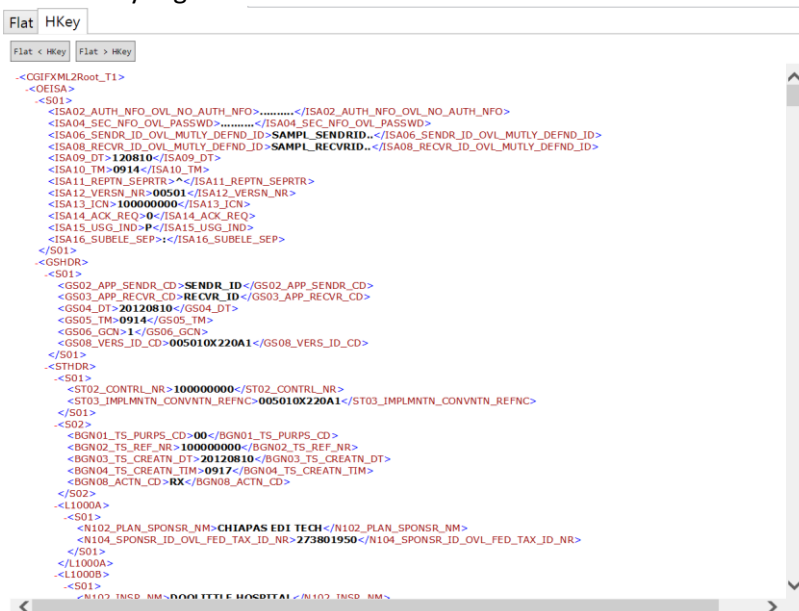 Flat HKey
Flat < HKey Flat > HKey
-<CGIFXML2Root_T1>
-<OEISA>
-<S01>
<ISA02_AUTH_NFO_OVL_NO_AUTH_NFO>..........</ISA02_AUTH_NFO_OVL_NO_AUTH_NFO>
<ISA04_SEC_NFO_OVL_PASSWD>..........</ISA04_SEC_NFO_OVL_PASSWD>
<ISA06_SENDR_ID_OVL_MUTLY_DEFND_ID>SAMPL_SENDRID..</ISA06_SENDR_ID_OVL_MUTLY_DEFND_ID>
<ISA08_RECVR_ID_OVL_MUTLY_DEFND_ID>SAMPL_RECVRID..</ISA08_RECVR_ID_OVL_MUTLY_DEFND_ID>
<ISA09_DT>120810</ISA09_DT>
<ISA10_TM>0914</ISA10_TM>
<ISA11_REPTN_SEPRTR>^</ISA11_REPTN_SEPRTR>
<ISA12_VERSN_NR>00501</ISA12_VERSN_NR>
<ISA13_ICN>100000000</ISA13_ICN>
<ISA14_ACK_REQ>0</ISA14_ACK_REQ>
<ISA15_USG_IND>P</ISA15_USG_IND>
<ISA16_SUBELE_SEP>:</ISA16_SUBELE_SEP>
</S01>
-<GSHDR>
-<S01>
<GS02_APP_SENDR_CD>SENDR_ID</GS02_APP_SENDR_CD>
<GS03_APP_RECVR_CD>RECVR_ID</GS03_APP_RECVR_CD>
<GS04_DT>20120810</GS04_DT>
<GS05_TM>0914</GS05_TM>
<GS06_GCN>1</GS06_GCN>
<GS08_VERS_ID_CD>005010X220A1</GS08_VERS_ID_CD>
</S01>
-<STHDR>
-<S01>
<ST02_CONTRL_NR>100000000</ST02_CONTRL_NR>
<ST03_IMPLMNTN_CONVNTN_REFNC>005010X220A1</ST03_IMPLMNTN_CONVNTN_REFNC>
</S01>
-<S02>
<BGN01_TS_PURPS_CD>00</BGN01_TS_PURPS_CD>
<BGN02_TS_REF_NR>100000000</BGN02_TS_REF_NR>
<BGN03_TS_CREATN_DT>20120810</BGN03_TS_CREATN_DT>
<BGN04_TS_CREATN_TIM>0917</BGN04_TS_CREATN_TIM>
<BGN08_ACTN_CD>RX</BGN08_ACTN_CD>
</S02>
-<L1000A>
-<S01>
<N102_PLAN_SPONSR_NM>CHIAPAS EDI TECH</N102_PLAN_SPONSR_NM>
<N104_SPONSR_ID_OVL_FED_TAX_ID_NR>273801950</N104_SPONSR_ID_OVL_FED_TAX_ID_NR>
</S01>
</L1000A>
-<L1000B>
-<S01>
<N102_INSR_NM>DOOLITTLE HOSPITAL</N102_INSR_NM>